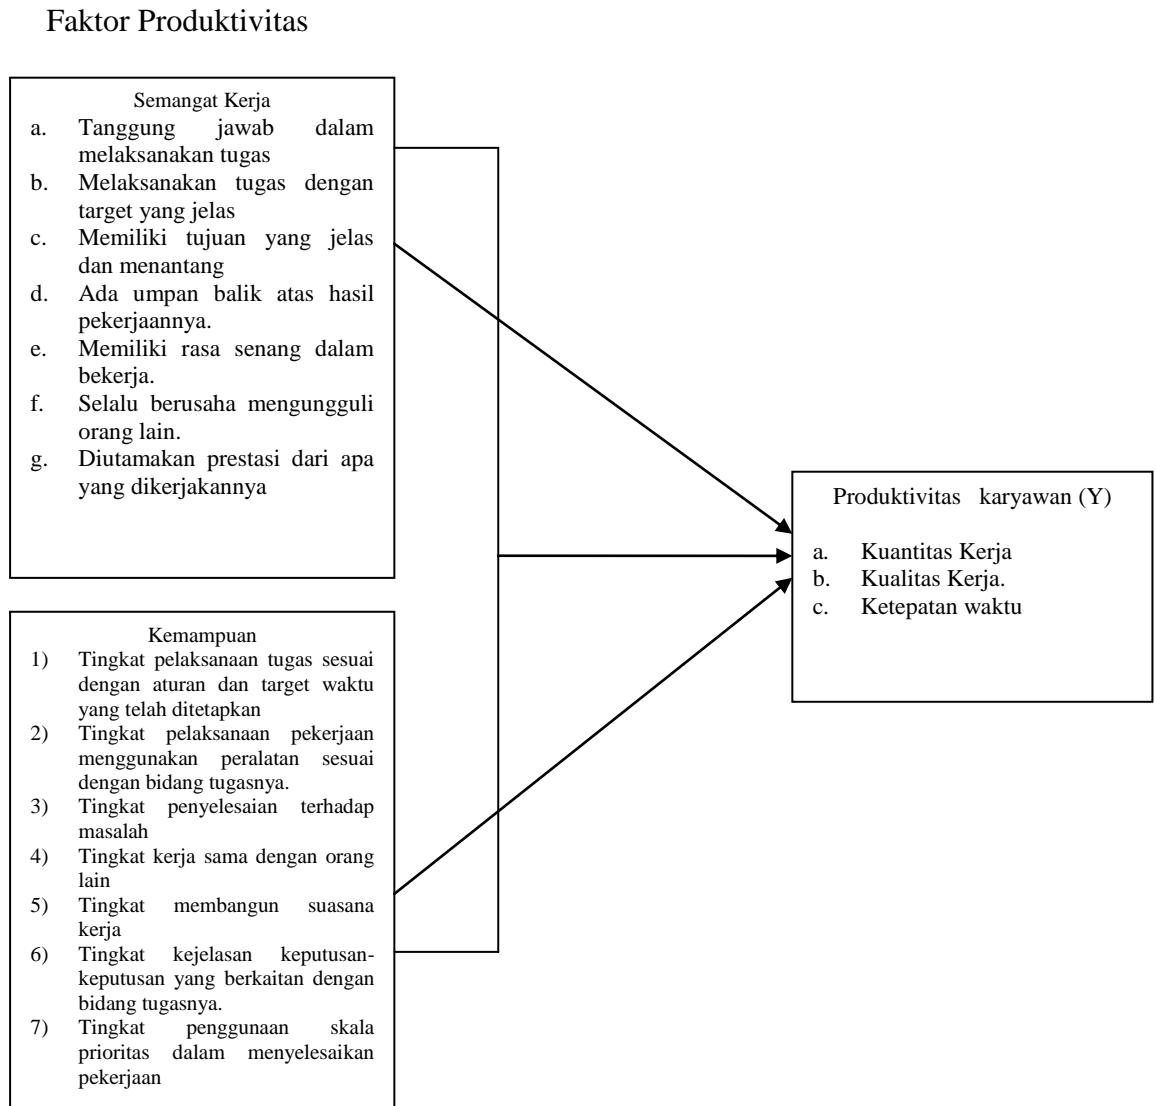 Faktor Produktivitas
Semangat Kerja
a. Tanggung jawab dalam
melaksanakan tugas
b. Melaksanakan tugas dengan
target yang jelas
c. Memiliki tujuan yang jelas
dan menantang
d. Ada umpan balik atas hasil
pekerjaannya.
e. Memiliki rasa senang dalam
bekerja.
f. Selalu berusaha mengungguli
orang lain.
g. Diutamakan prestasi dari apa
yang dikerjakannya
Kemampuan
1) Tingkat pelaksanaan tugas sesuai
dengan aturan dan target waktu
yang telah ditetapkan
2) Tingkat pelaksanaan pekerjaan
menggunakan peralatan sesuai
dengan bidang tugasnya.
3) Tingkat penyelesaian terhadap
masalah
4) Tingkat kerja sama dengan orang
lain
5) Tingkat membangun suasana
kerja
6) Tingkat kejelasan keputusan-
keputusan yang berkaitan dengan
bidang tugasnya.
7) Tingkat penggunaan skala
prioritas dalam menyelesaikan
pekerjaan
Produktivitas karyawan (Y)
a. Kuantitas Kerja
b. Kualitas Kerja.
c. Ketepatan waktu